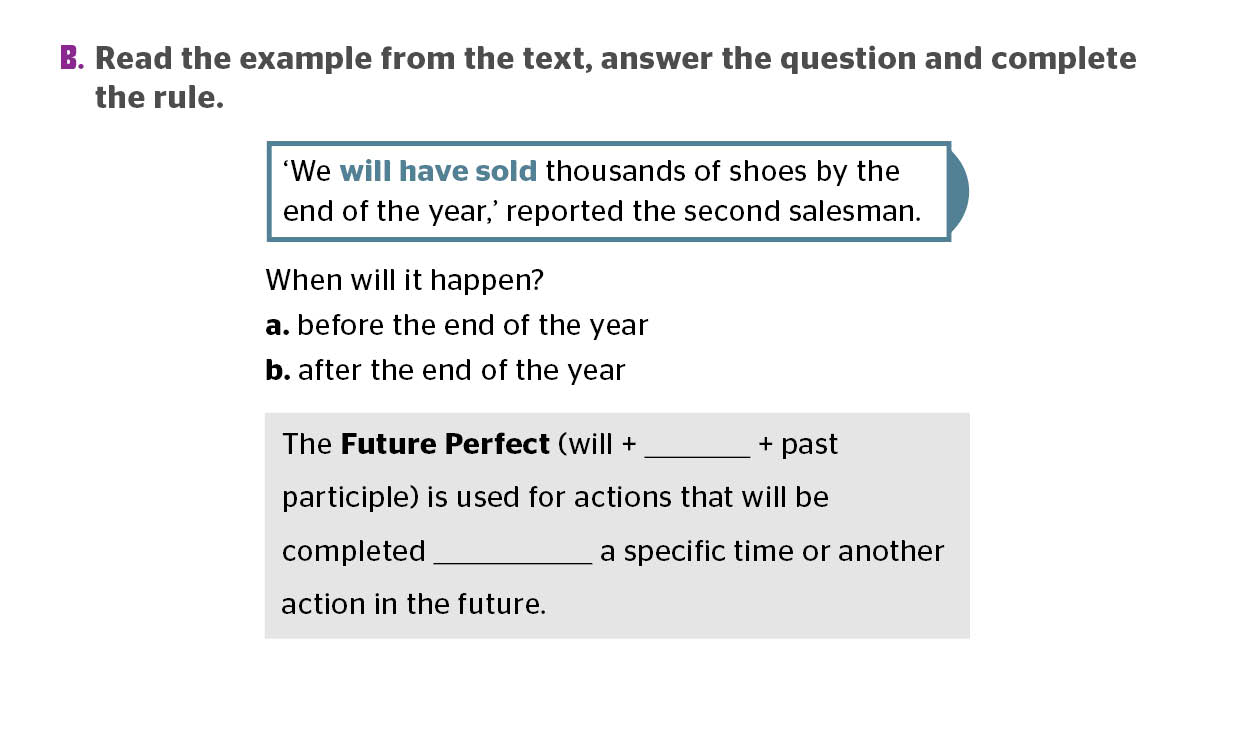 B. Read the example from the text, answer the question and complete
the rule.
‘We will have sold thousands of shoes by the
end of the year,’ reported the second salesman.
When will it happen?
a. before the end of the year
b. after the end of the year
The Future Perfect (will + _______ + past
participle) is used for actions that will be
completed __________ a specific time or another
action in the future.